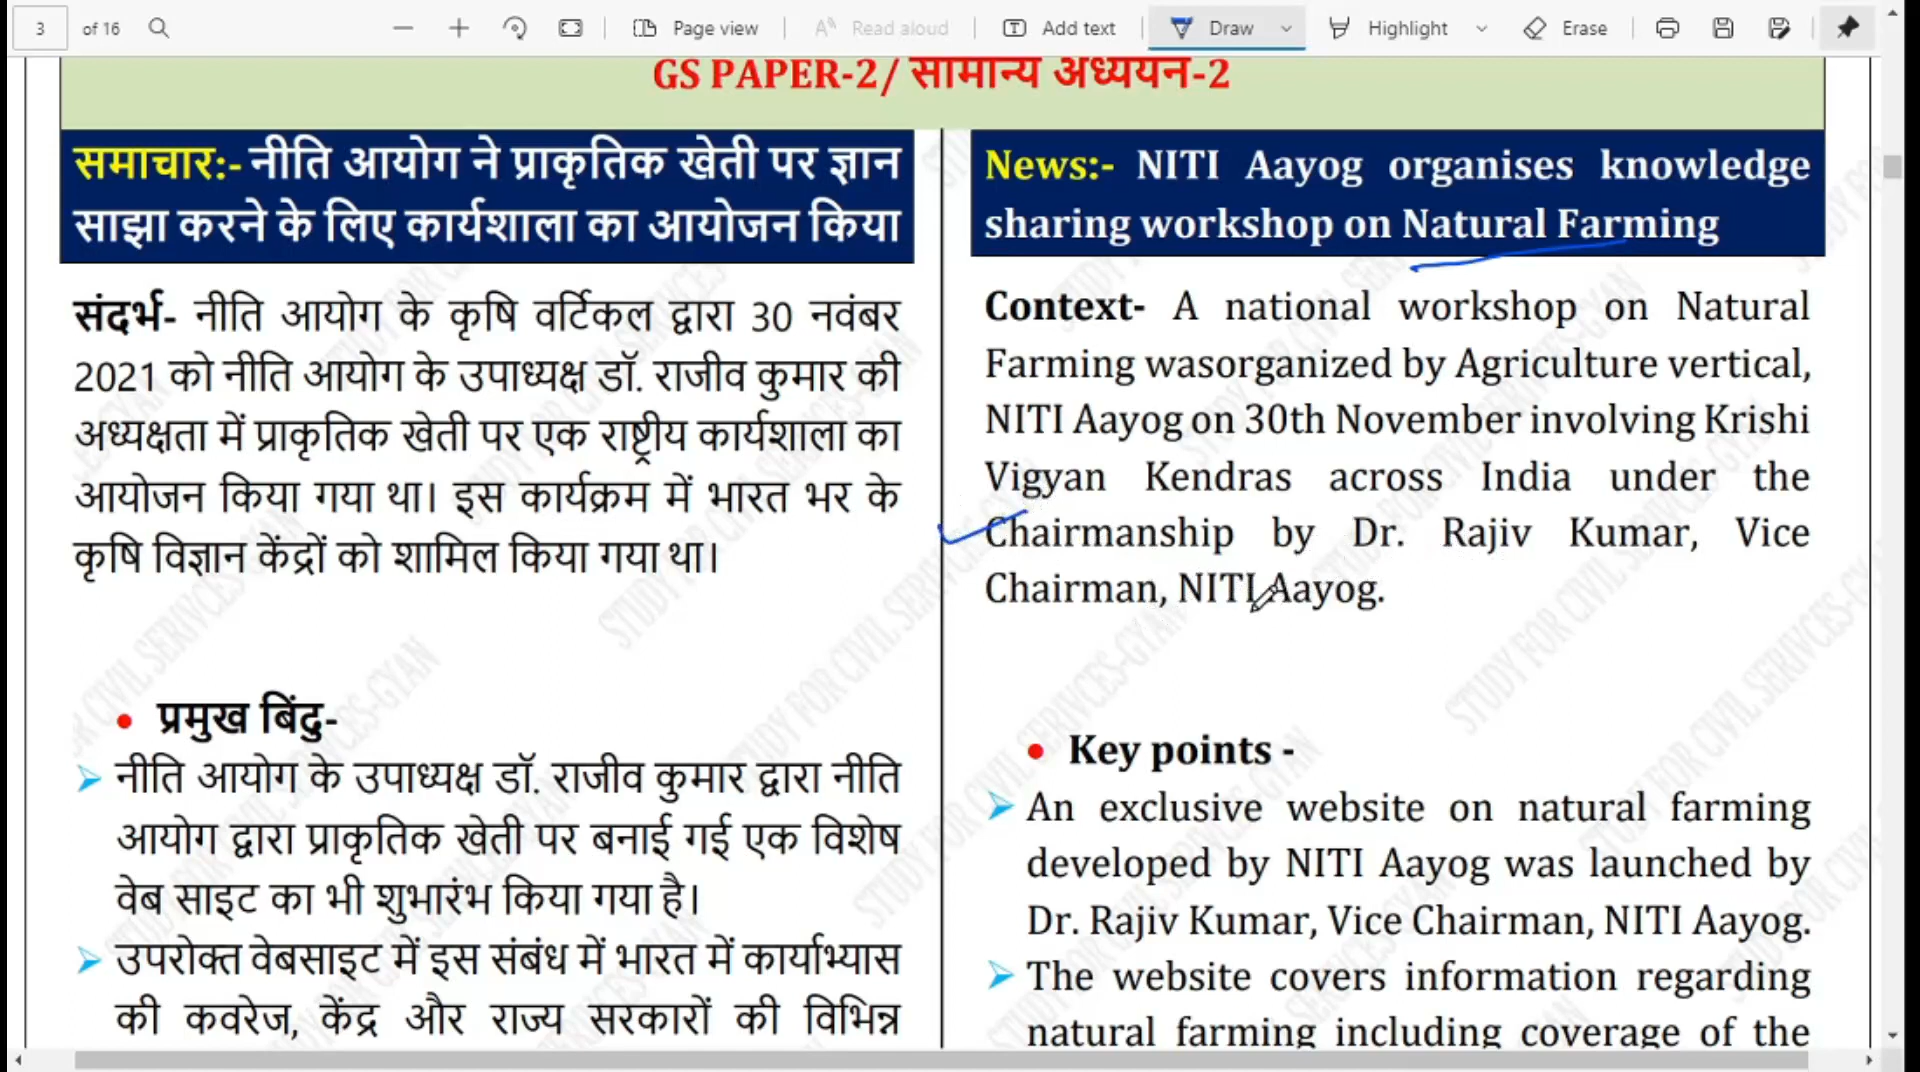 3 of 16 Page view Read aloud Add text Draw Highlight Erase
GS PAPER-2/ सामान्य अध्ययन-2
समाचार:- नीति आयोग ने प्राकृतिक खेती पर ज्ञान
साझा करने के लिए कार्यशाला का आयोजन किया
संदर्भ- नीति आयोग के कृषि वर्टिकल द्वारा 30 नवंबर
2021 को नीति आयोग के उपाध्यक्ष डॉ. राजीव कुमार की
अध्यक्षता में प्राकृतिक खेती पर एक राष्ट्रीय कार्यशाला का
आयोजन किया गया था। इस कार्यक्रम में भारत भर के
कृषि विज्ञान केंद्रों को शामिल किया गया था।
प्रमुख बिंदु-
नीति आयोग के उपाध्यक्ष डॉ. राजीव कुमार द्वारा नीति
आयोग द्वारा प्राकृतिक खेती पर बनाई गई एक विशेष
वेब साइट का भी शुभारंभ किया गया है।
उपरोक्त वेबसाइट में इस संबंध में भारत में कार्याभ्यास
की कवरेज, केंद्र और राज्य सरकारों की विभिन्न
News:- NITI Aayog organises knowledge
sharing workshop on Natural Farming
Context- A national workshop on Natural
Farming wasorganized by Agriculture vertical,
NITI Aayog on 30th November involving Krishi
Vigyan Kendras across India under the
Chairmanship by Dr. Rajiv Kumar, Vice
Chairman, NITI Aayog.
Key points -
An exclusive website on natural farming
developed by NITI Aayog was launched by
Dr. Rajiv Kumar, Vice Chairman, NITI Aayog.
The website covers information regarding
natural farming including coverage of the
STUDY FOR CIVIL SERIVCES-GYAN